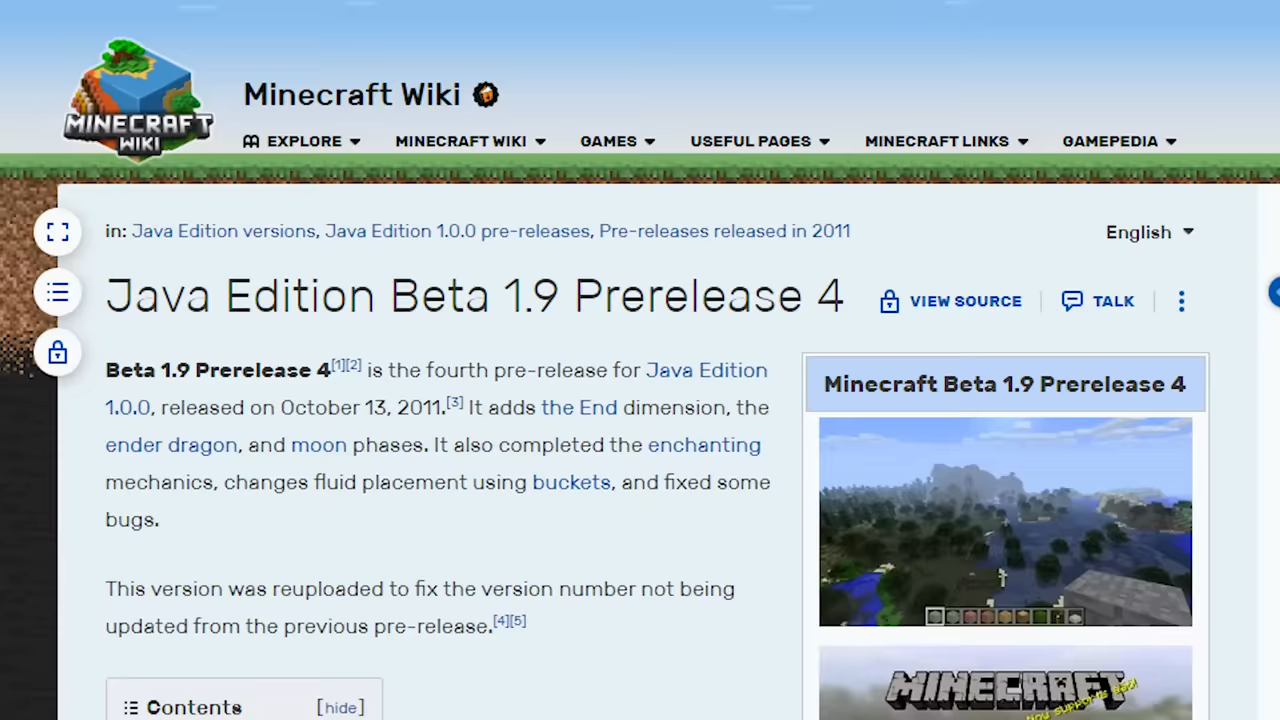 MINECRAFT
WIKI
Minecraft Wiki
EXPLORE
MINECRAFT WIKI
GAMES
USEFUL PAGES
MINECRAFT LINKS
GAMEPEDIA
in: Java Edition versions, Java Edition 1.0.0 pre-releases, Pre-releases released in 2011
English
Java Edition Beta 1.9 Prerelease 4
VIEW SOURCE
TALK
Beta 1.9 Prerelease 4[1][2] is the fourth pre-release for Java Edition
1.0.0, released on October 13, 2011.[3] It adds the End dimension, the
ender dragon, and moon phases. It also completed the enchanting
mechanics, changes fluid placement using buckets, and fixed some
bugs.
This version was reuploaded to fix the version number not being
updated from the previous pre-release.[4][5]
Contents [hide]
Minecraft Beta 1.9 Prerelease 4
MINECRAFT